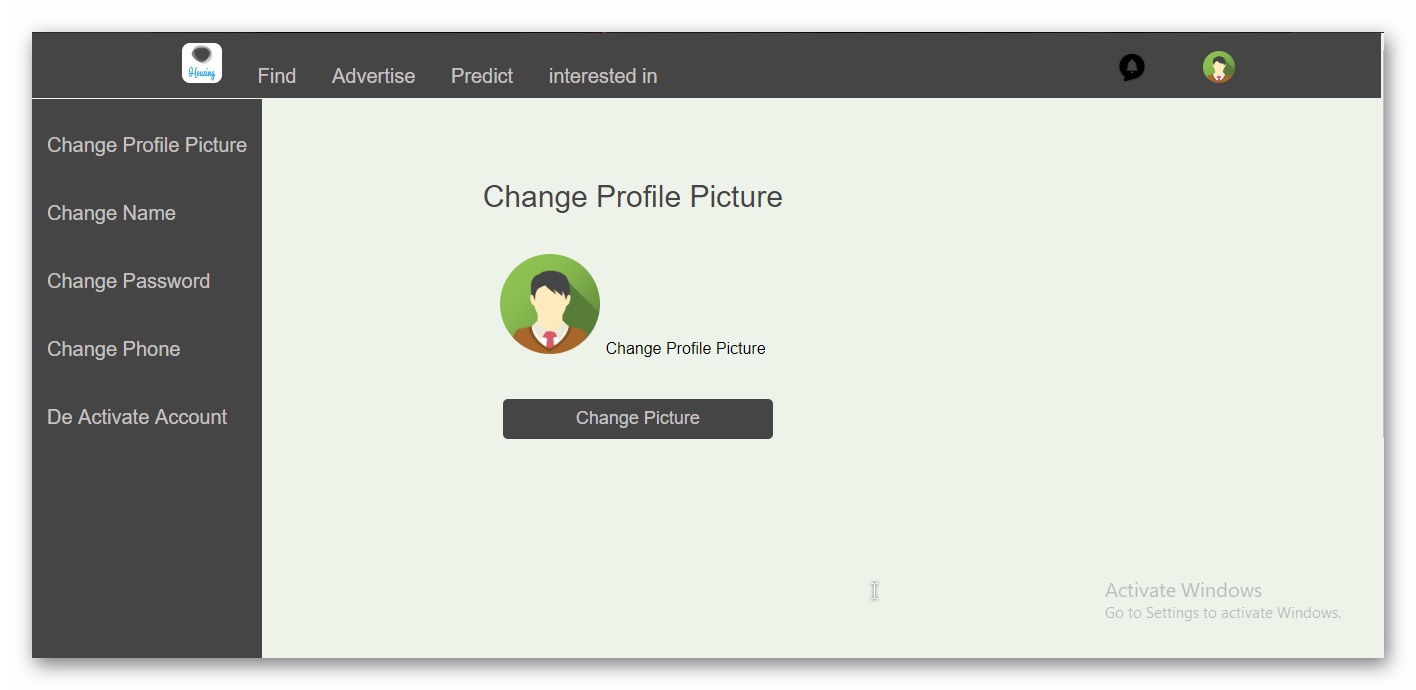 Housing
Find Advertise Predict interested in
Change Profile Picture
Change Name
Change Password
Change Phone
De Activate Account
Change Profile Picture
Change Profile Picture
Change Picture
Activate Windows
Go to Settings to activate Windows.